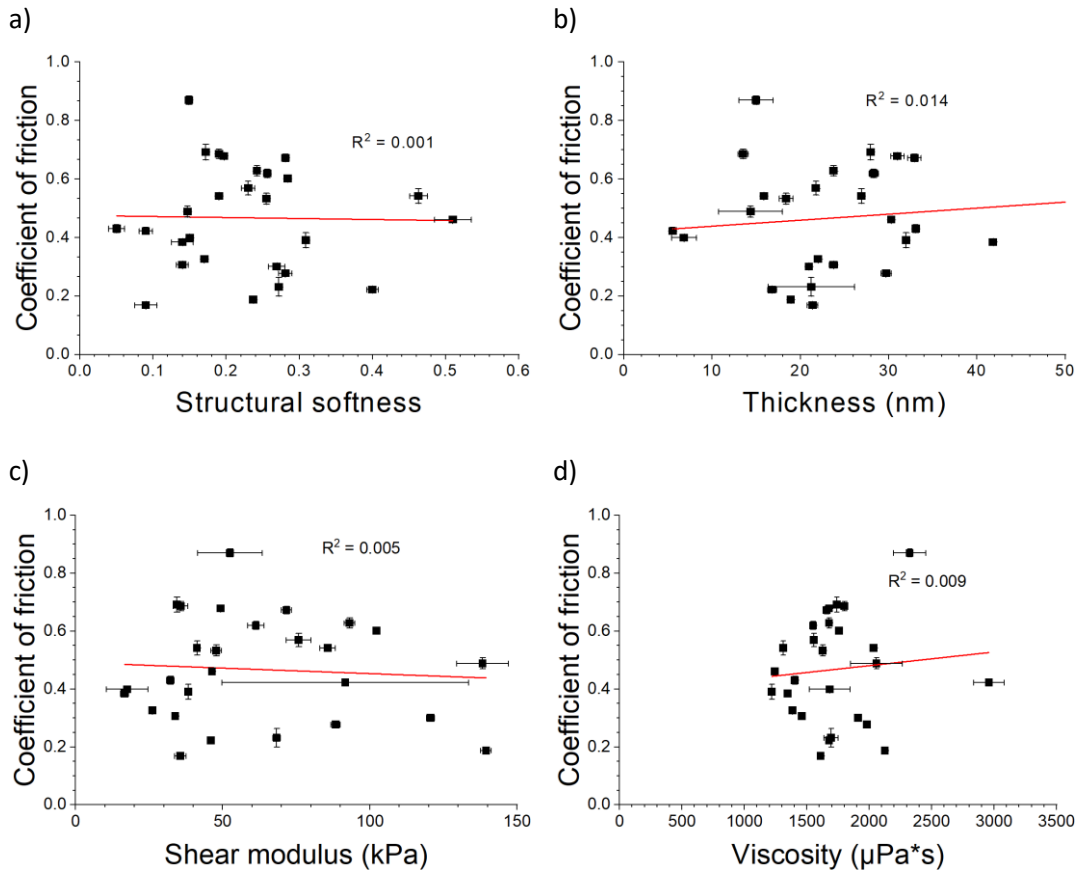 a)
Coefficient of friction
1.0
0.8
0.6
0.4
0.2
0.0
R² = 0.001
0.0 0.1 0.2 0.3 0.4 0.5 0.6
Structural softness
b)
Coefficient of friction
1.0
0.8
0.6
0.4
0.2
0.0
R² = 0.014
0 10 20 30 40 50
Thickness (nm)
c)
Coefficient of friction
1.0
0.8
0.6
0.4
0.2
0.0
R² = 0.005
0 50 100 150
Shear modulus (kPa)
d)
Coefficient of friction
1.0
0.8
0.6
0.4
0.2
0.0
R² = 0.009
0 500 1000 1500 2000 2500 3000 3500
Viscosity (µPa*s)